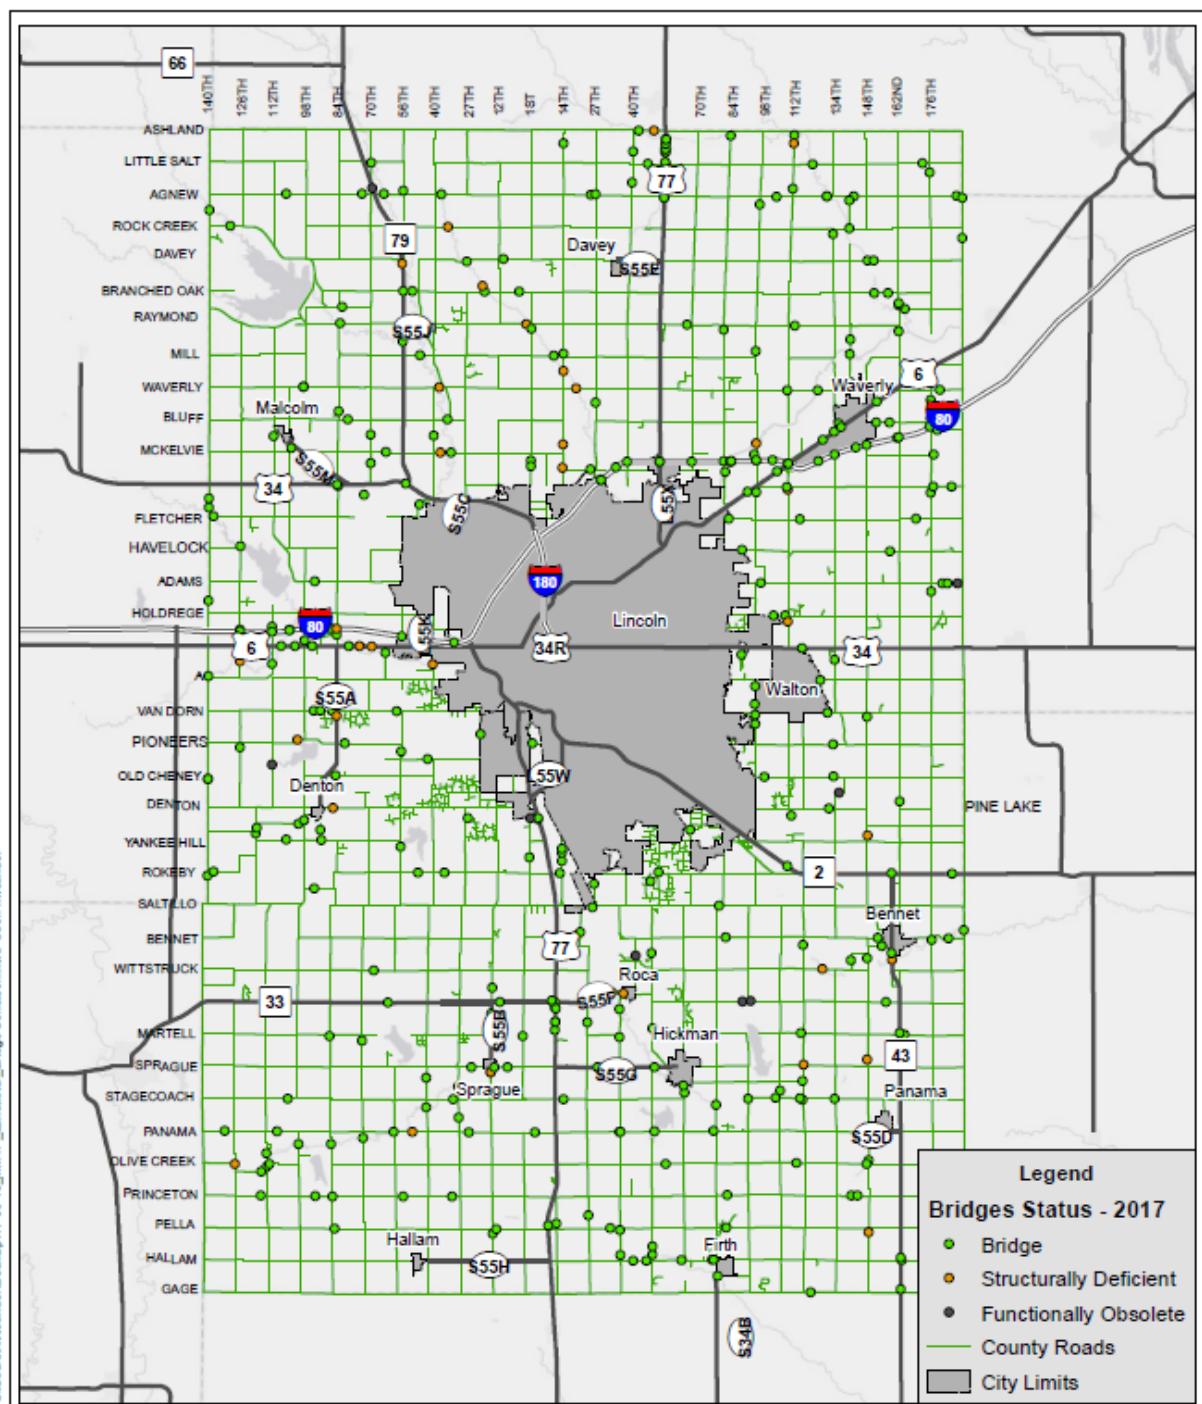 66
140TH
126TH
112TH
98TH
84TH
70TH
56TH
40TH
27TH
12TH
1ST
14TH
27TH
40TH
70TH
84TH
98TH
112TH
134TH
148TH
162ND
176TH
ASHLAND
LITTLE SALT
77
AGNEW
ROCK CREEK
79
Davey
DAVEY
S55E
BRANCHED OAK
RAYMOND
S55J
MILL
6
WAVERLY
Waverly
80
Malcolm
BLUFF
MCKELVIE
S55M
34
S55C
L55X
FLETCHER
HAVELOCK
180
ADAMS
HOLDREGE
Lincoln
80
L55K
6
34R
34
A
S55A
Walton
VAN DORN
PIONEERS
OLD CHENEY
L55W
Denton
DENTON
PINE LAKE
YANKEE HILL
ROKEBY
2
SALTILLO
Bennet
BENNET
77
WITTSTRUCK
Roca
33
S55F
S55B
MARTELL
Hickman
43
SPRAGUE
S55G
Sprague
STAGECOACH
Panama
PANAMA
S55D
OLIVE CREEK
PRINCETON
PELLA
Hallam
Firth
HALLAM
S55H
GAGE
S34B
Legend
Bridges Status - 2017
Bridge
Structurally Deficient
Functionally Obsolete
County Roads
City Limits